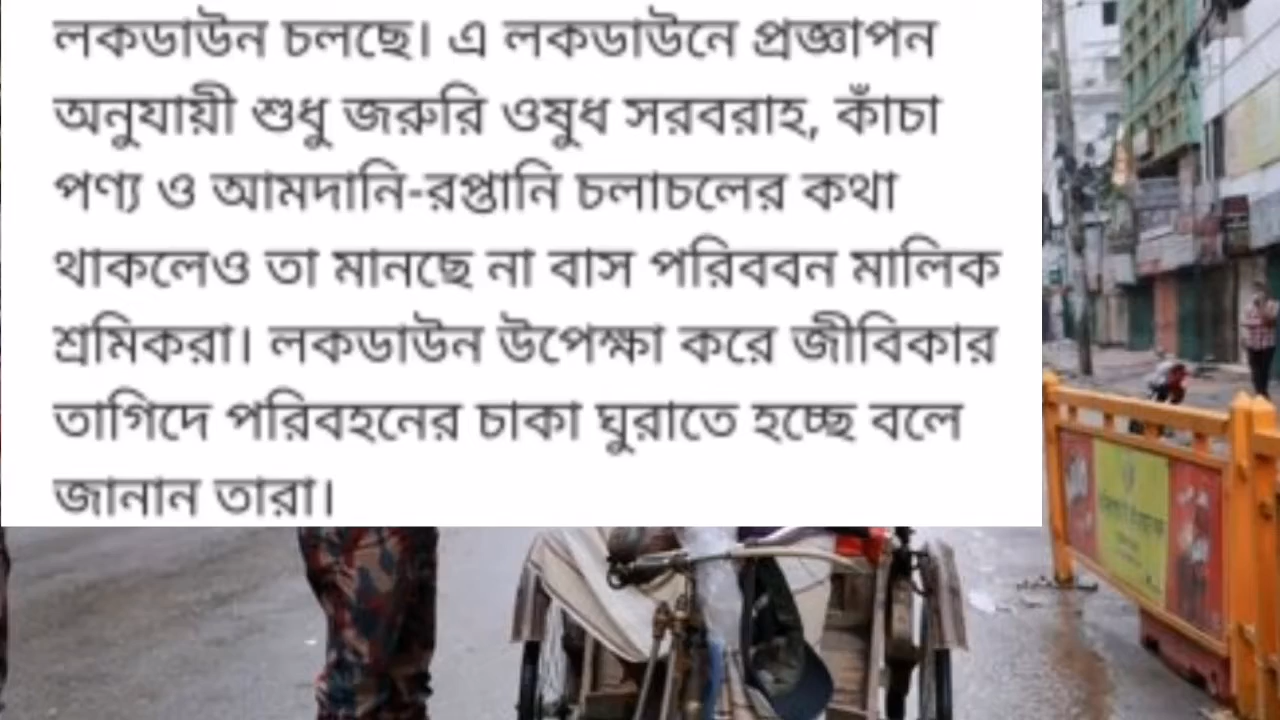 লকডাউন চলছে। এ লকডাউনে প্রজ্ঞাপন
অনুযায়ী শুধু জরুরি ওষুধ সরবরাহ, কাঁচা
পণ্য ও আমদানি-রপ্তানি চলাচলের কথা
থাকলেও তা মানছে না বাস পরিববন মালিক
শ্রমিকরা। লকডাউন উপেক্ষা করে জীবিকার
তাগিদে পরিবহনের চাকা ঘুরাতে হচ্ছে বলে
জানান তারা।